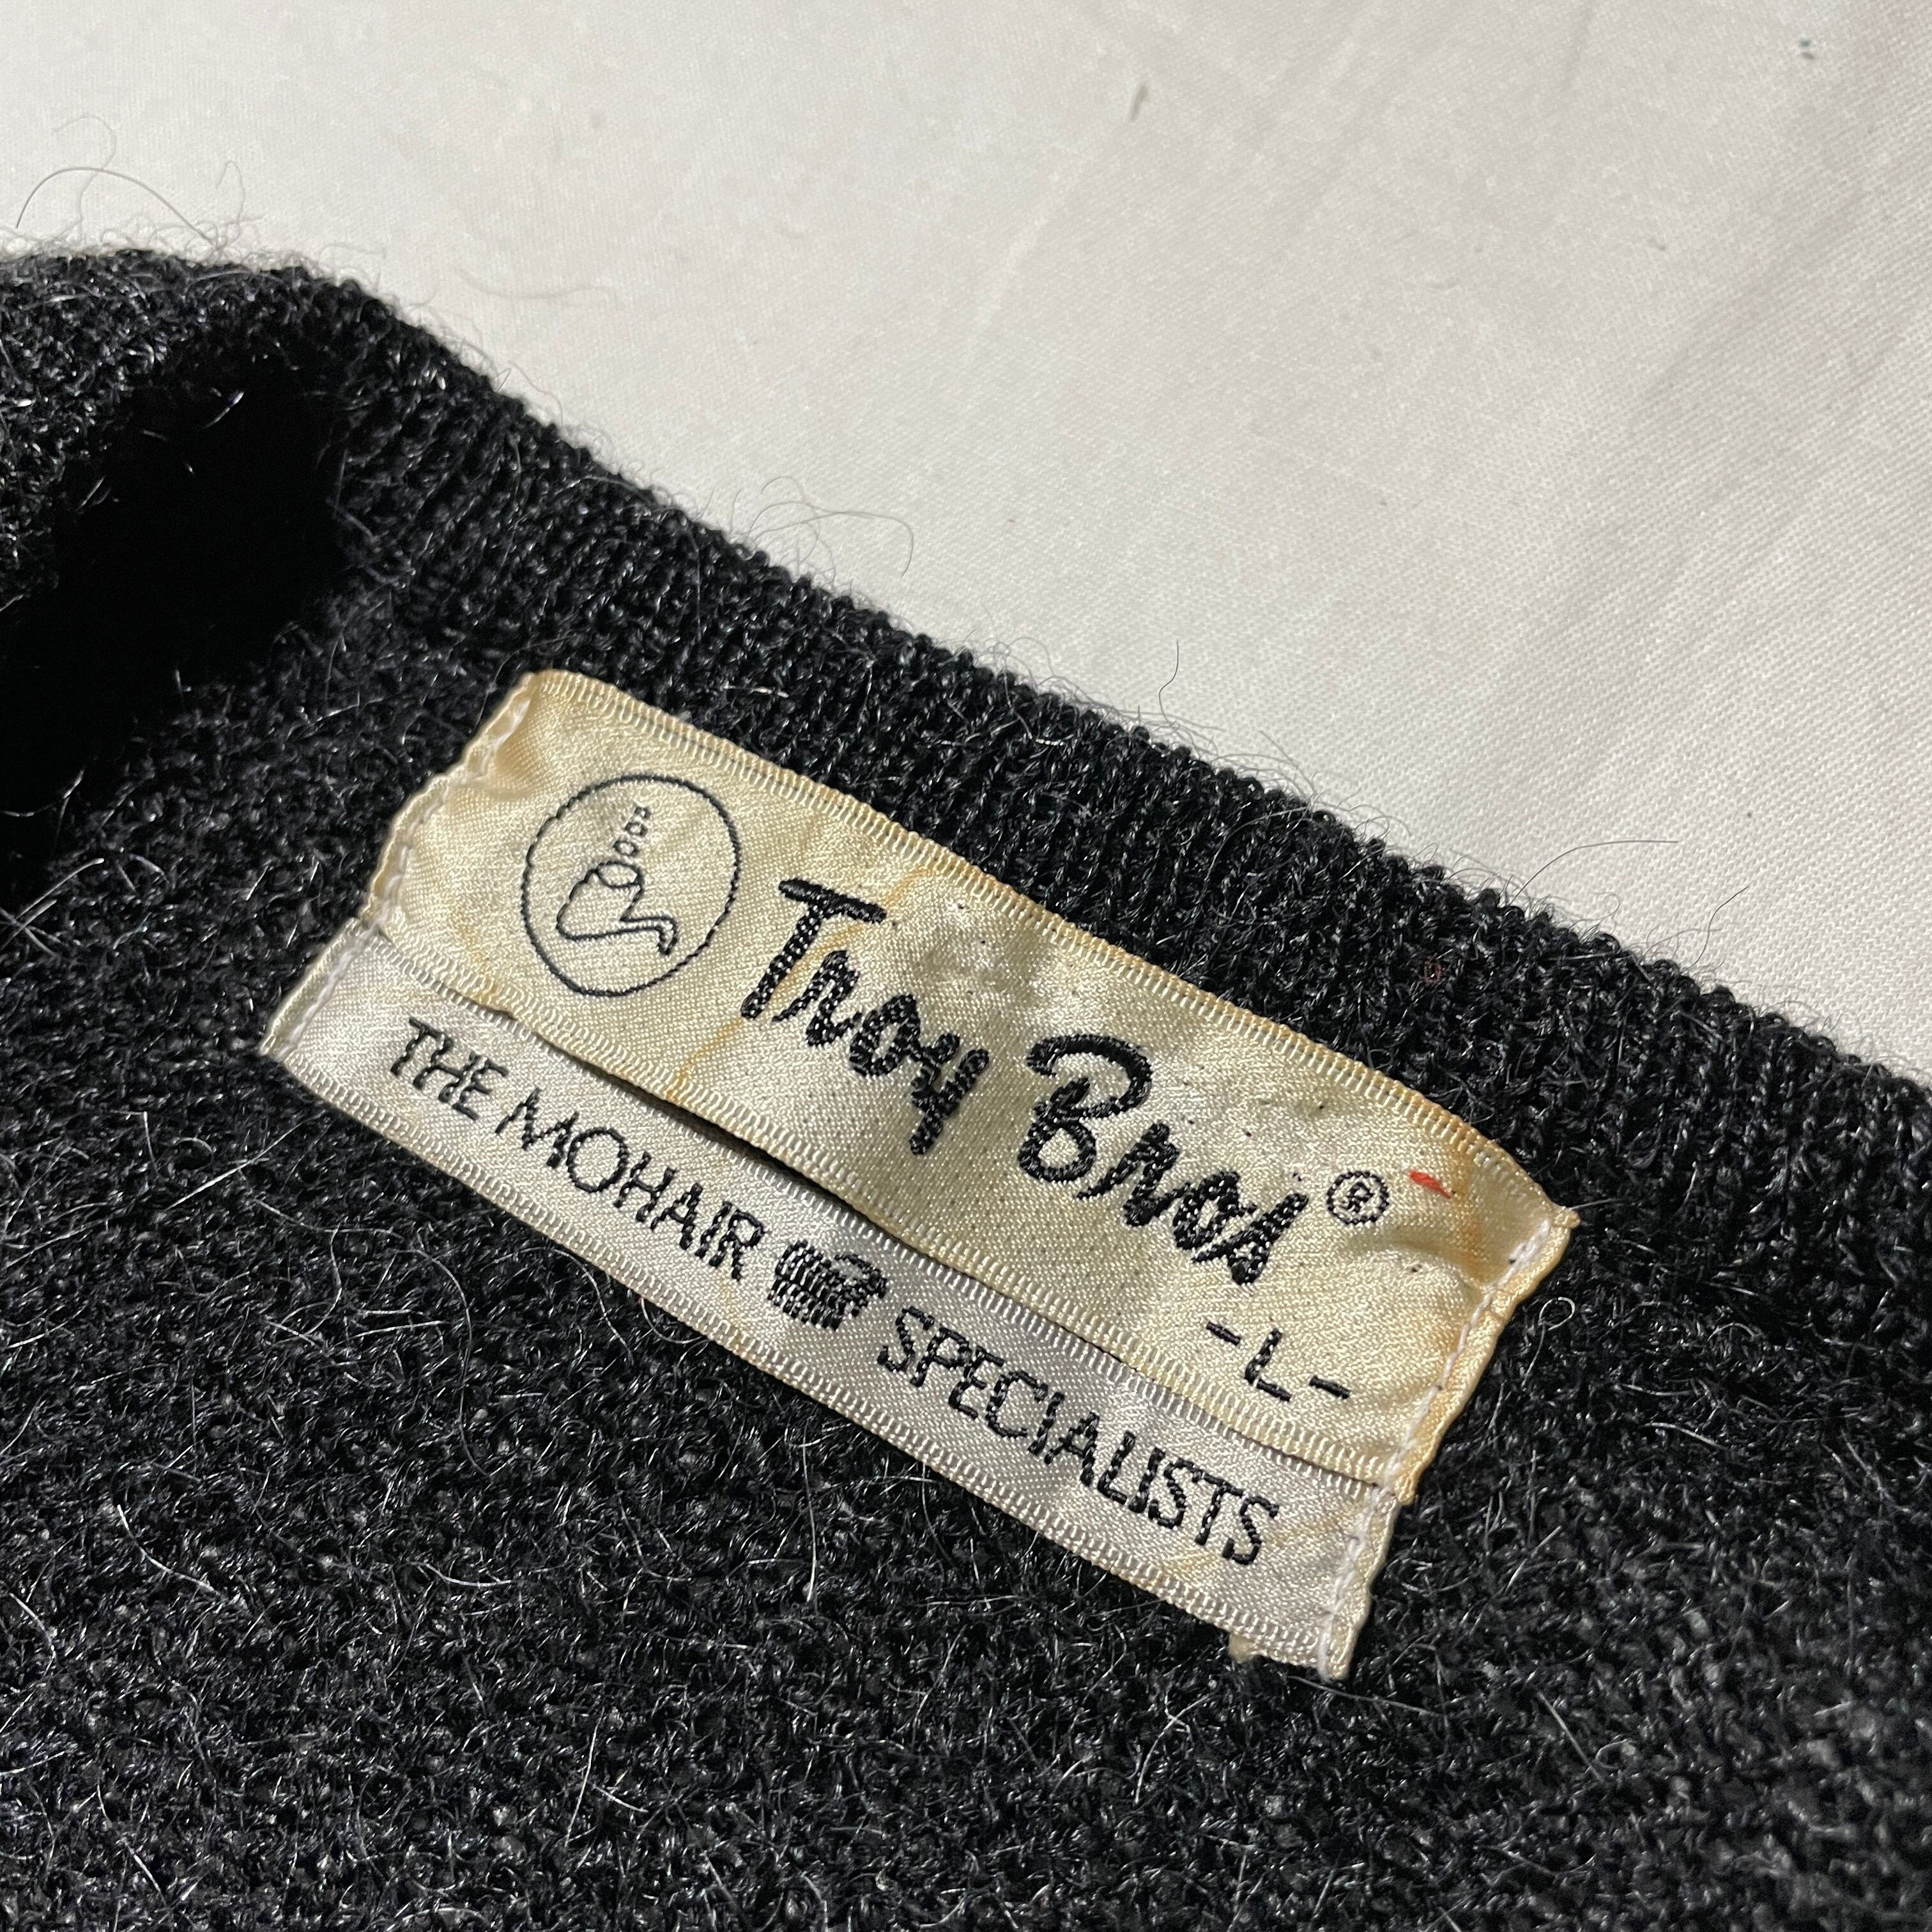 Troy Bros ®
-L-
THE MOHAIR SPECIALISTS